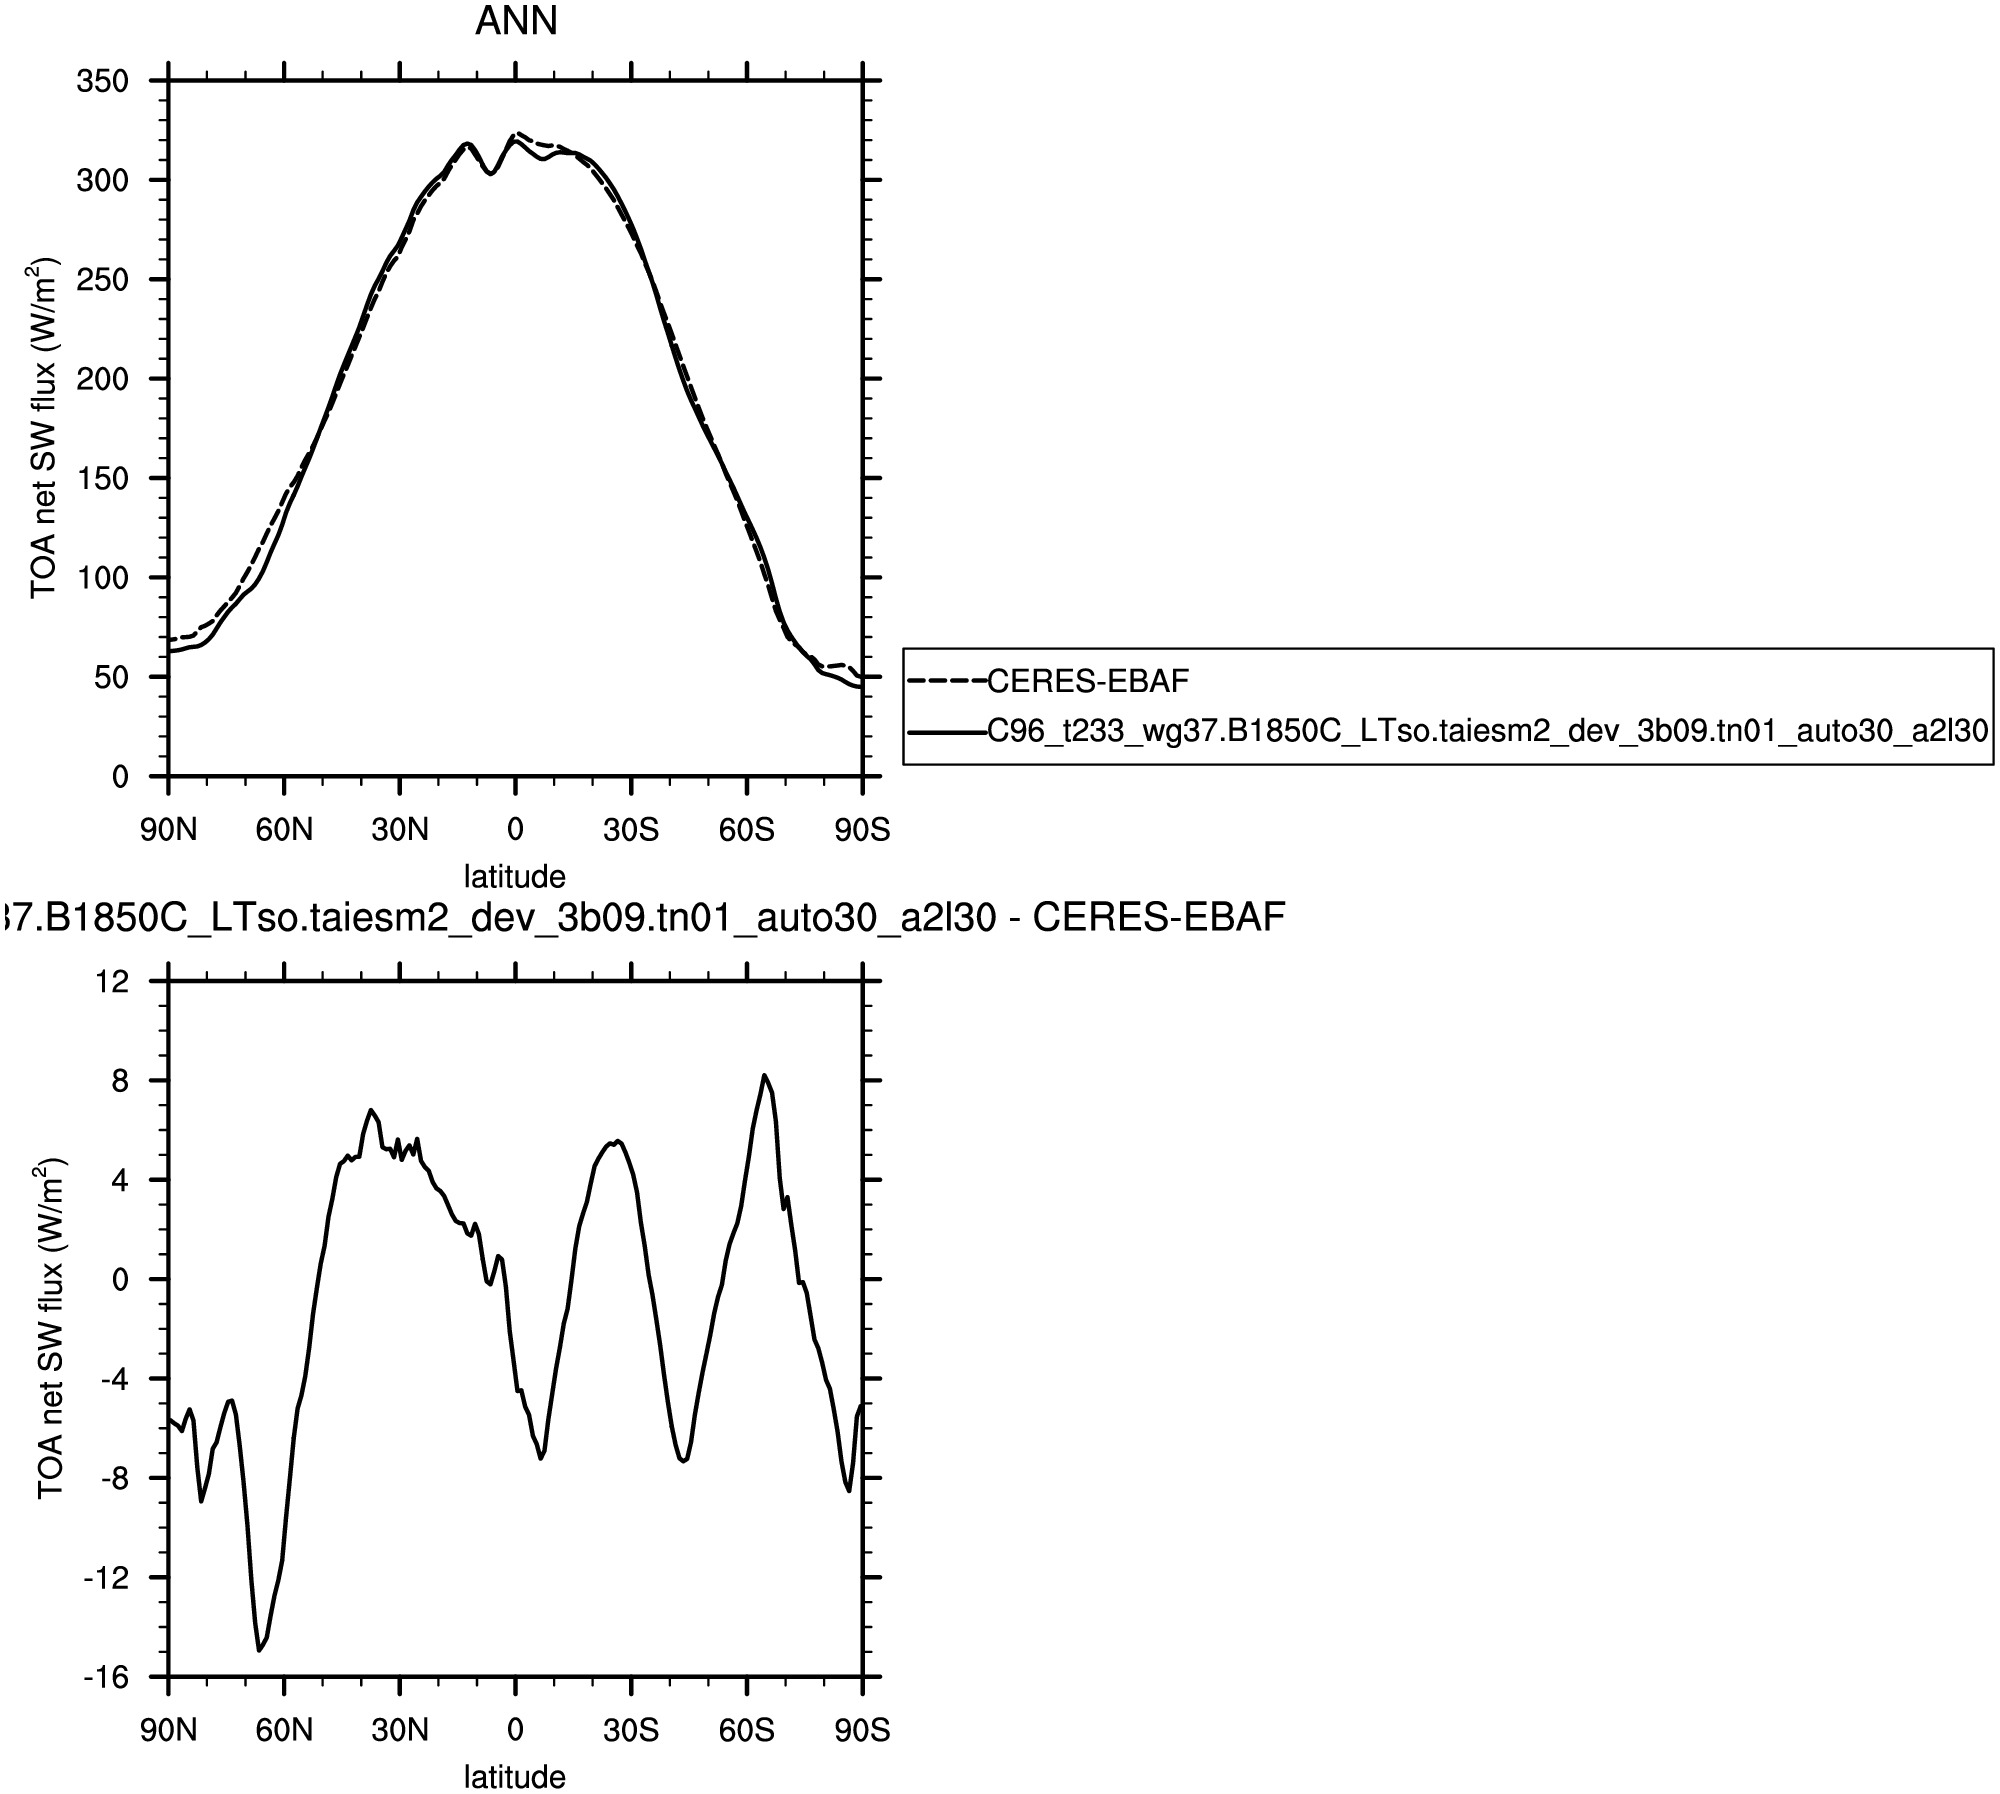 ANN
TOA net SW flux (W/m²)
350
300
250
200
150
100
50
0
90N 60N 30N 0 30S 60S 90S
latitude
CERES-EBAF
C96_t233_wg37.B1850C_LTso.taiesm2_dev_3b09.tn01_auto30_a2l30
37.B1850C_LTso.taiesm2_dev_3b09.tn01_auto30_a2l30 - CERES-EBAF
TOA net SW flux (W/m²)
12
8
4
0
-4
-8
-12
-16
90N 60N 30N 0 30S 60S 90S
latitude